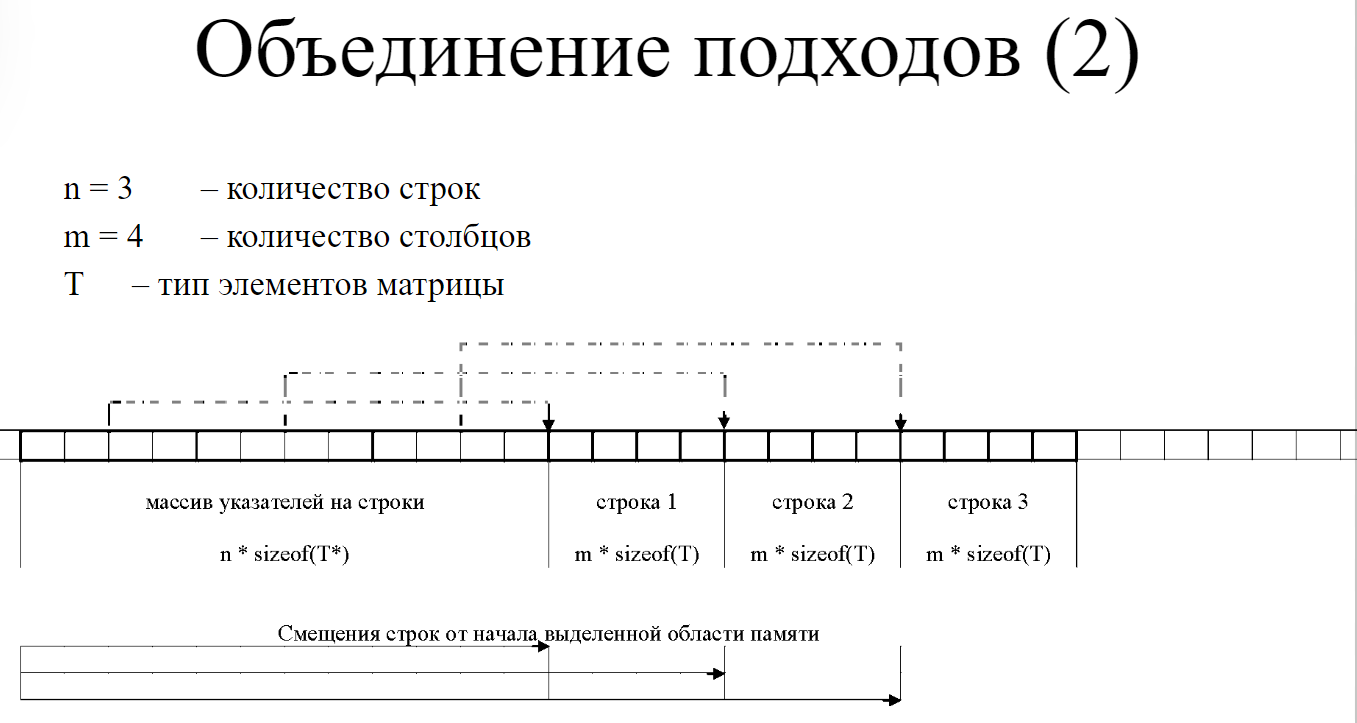 Объединение подходов (2)
n = 3 – количество строк
m = 4 – количество столбцов
T – тип элементов матрицы
массив указателей на строки строка 1 строка 2 строка 3
n * sizeof(T*) m * sizeof(T) m * sizeof(T) m * sizeof(T)
Смещения строк от начала выделенной области памяти